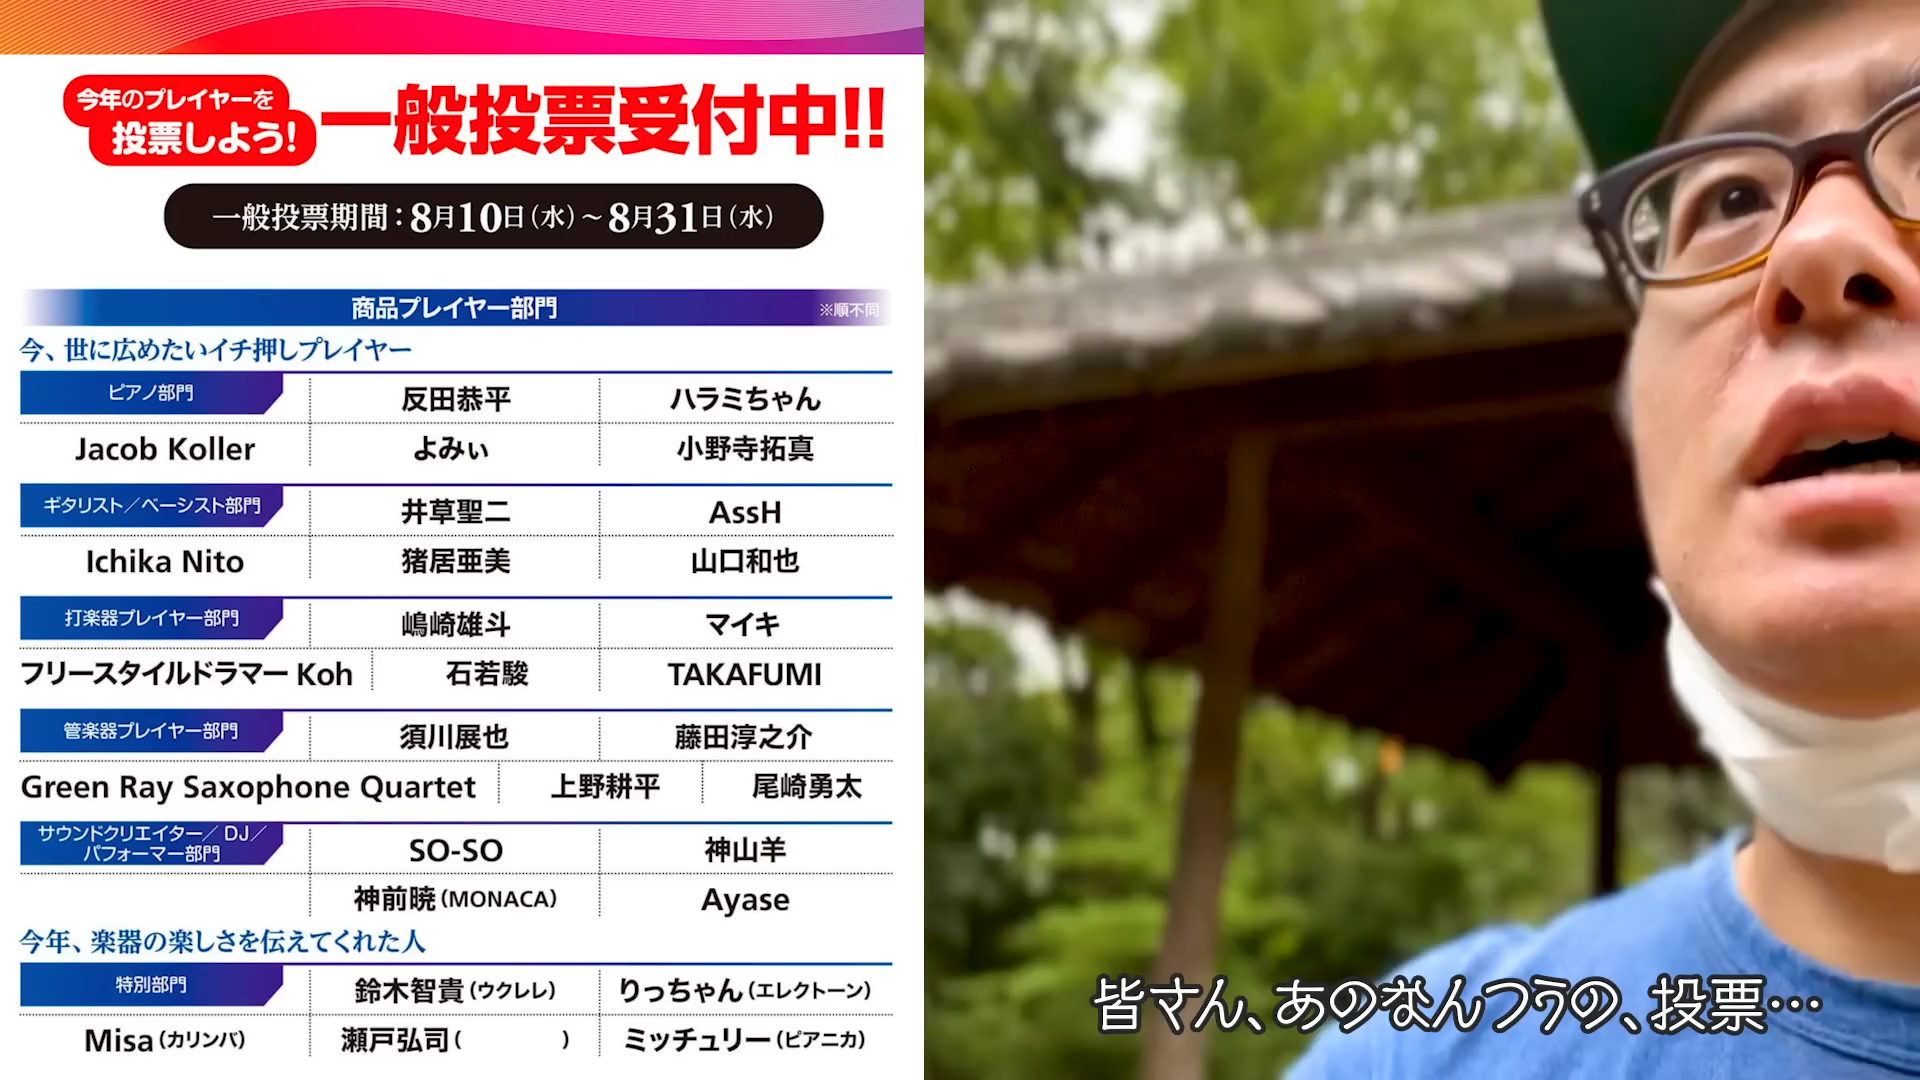 今年のプレイヤーを
投票しよう!
一般投票受付中!!
一般投票期間：8月10日（水）～8月31日（水）
商品プレイヤー部門 ※順不同
今、世に広めたいイチ押しプレイヤー
ピアノ部門 反田恭平 ハラミちゃん
Jacob Koller よみぃ 小野寺拓真
ギタリスト／ベーシスト部門 井草聖二 AssH
Ichika Nito 猪居亜美 山口和也
打楽器プレイヤー部門 嶋崎雄斗 マイキ
フリースタイルドラマー Koh 石若駿 TAKAFUMI
管楽器プレイヤー部門 須川展也 藤田淳之介
Green Ray Saxophone Quartet 上野耕平 尾崎勇太
サウンドクリエイター／ DJ／
パフォーマー部門 SO-SO 神山羊
神前暁（MONACA） Ayase
今年、楽器の楽しさを伝えてくれた人
特別部門 鈴木智貴（ウクレレ） りっちゃん（エレクトーン）
Misa（カリンバ） 瀬戸弘司（　　　） ミッチュリー（ピアニカ）
皆さん、あのなんつうの、投票…